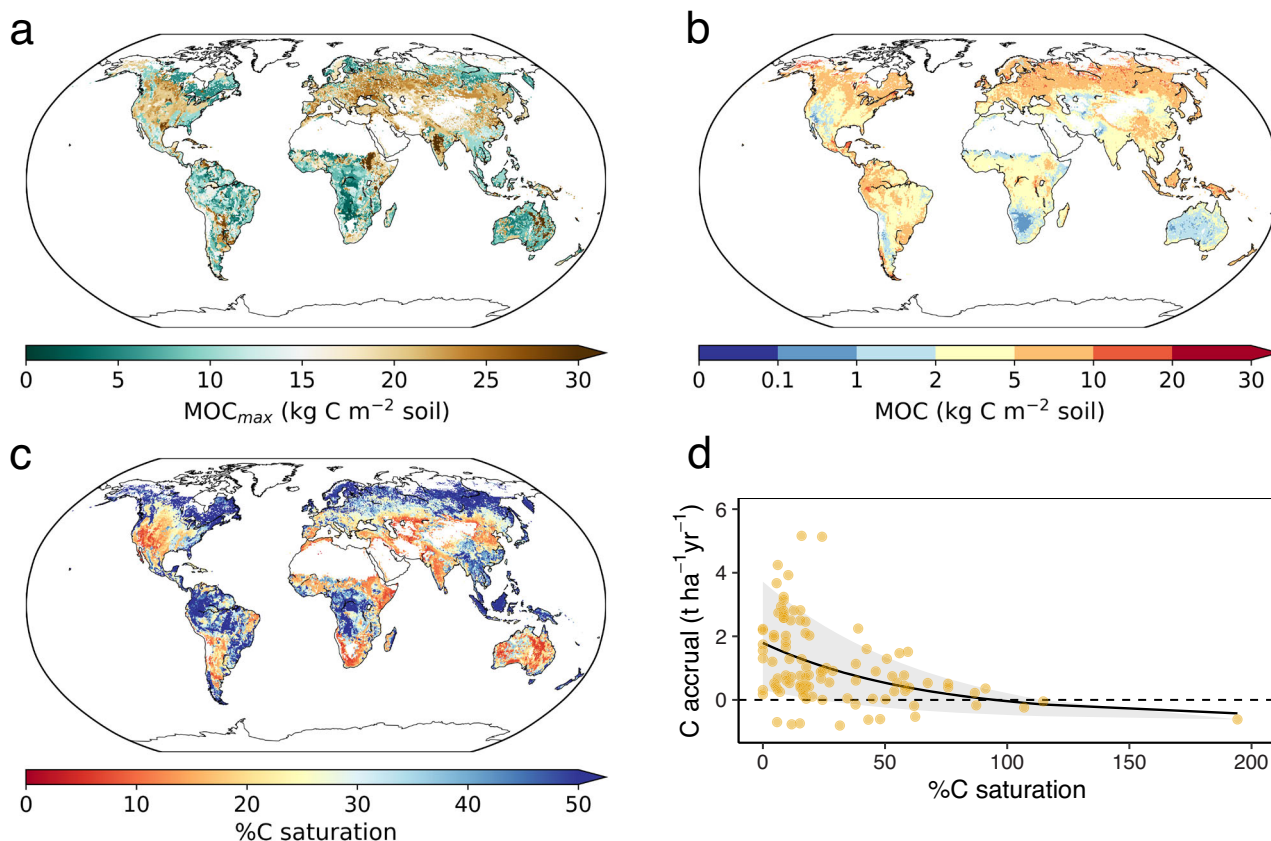 a
b
0 5 10 15 20 25 30
MOCmax (kg C m−2 soil)
0 0.1 1 2 5 10 20 30
MOC (kg C m−2 soil)
c
d
0 10 20 30 40 50
%C saturation
C accrual (t ha−1yr−1)
6
4
2
0
0 50 100 150 200
%C saturation